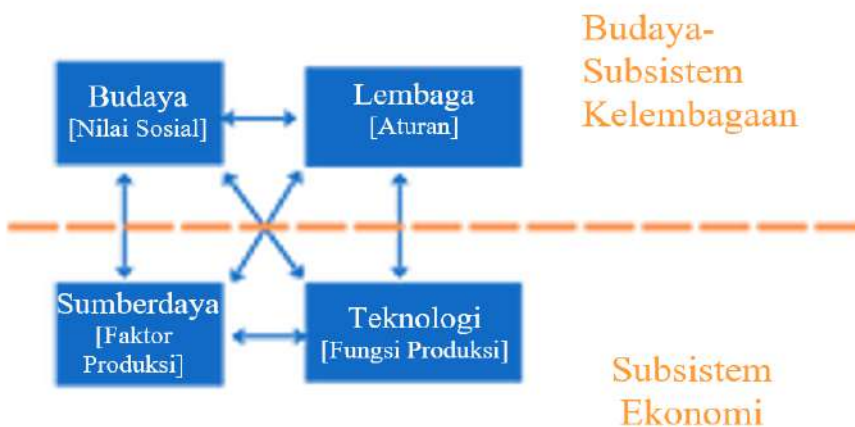 Budaya-
Subsistem
Kelembagaan
Budaya
[Nilai Sosial]
Lembaga
[Aturan]
Sumberdaya
[Faktor
Produksi]
Teknologi
[Fungsi Produksi]
Subsistem
Ekonomi